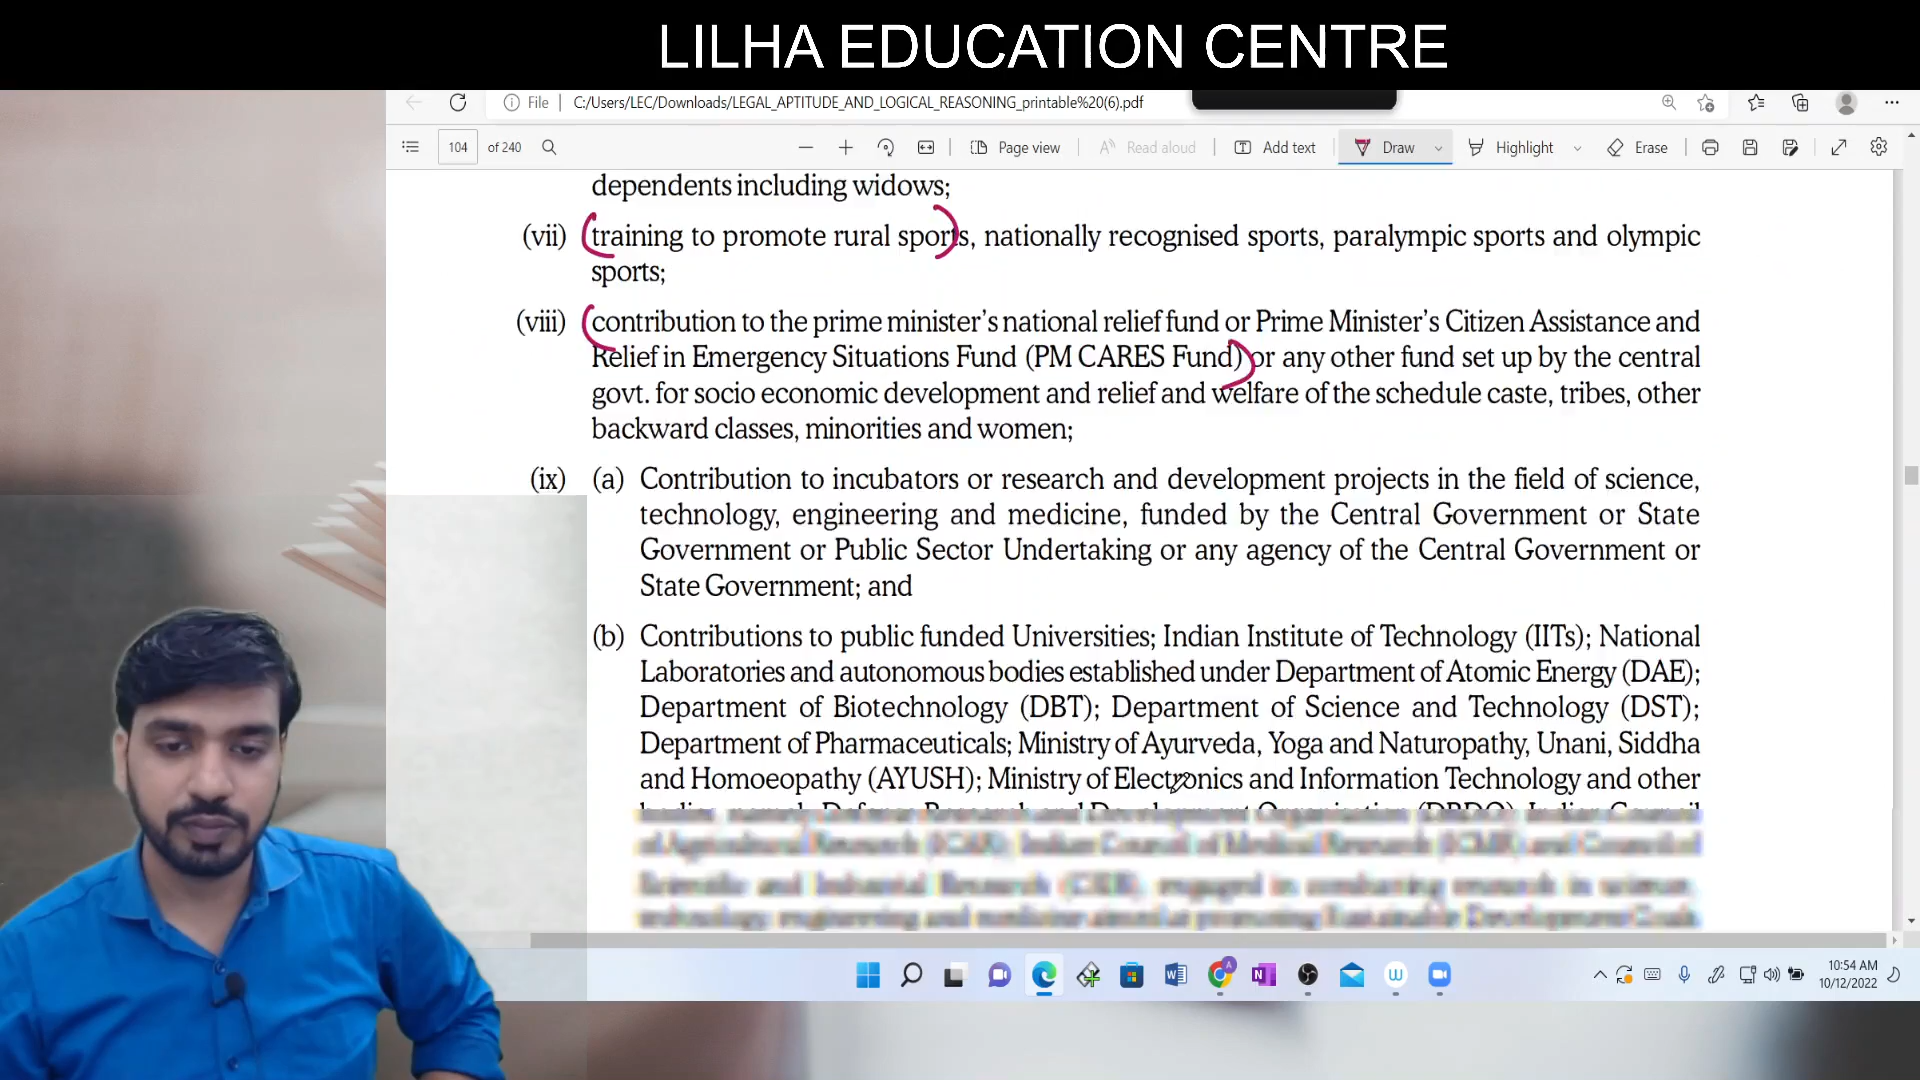 LILHA EDUCATION CENTRE
File | C:/Users/LEC/Downloads/LEGAL_APTITUDE_AND_LOGICAL_REASONING_printable%20(6).pdf
104 of 240 Page view Read aloud Add text Draw Highlight Erase
dependents including widows;
(vii) training to promote rural sports, nationally recognised sports, paralympic sports and olympic
sports;
(viii) contribution to the prime minister's national relief fund or Prime Minister's Citizen Assistance and
Relief in Emergency Situations Fund (PM CARES Fund) or any other fund set up by the central
govt. for socio economic development and relief and welfare of the schedule caste, tribes, other
backward classes, minorities and women;
(ix) (a) Contribution to incubators or research and development projects in the field of science,
technology, engineering and medicine, funded by the Central Government or State
Government or Public Sector Undertaking or any agency of the Central Government or
State Government; and
(b) Contributions to public funded Universities; Indian Institute of Technology (IITs); National
Laboratories and autonomous bodies established under Department of Atomic Energy (DAE);
Department of Biotechnology (DBT); Department of Science and Technology (DST);
Department of Pharmaceuticals; Ministry of Ayurveda, Yoga and Naturopathy, Unani, Siddha
and Homoeopathy (AYUSH); Ministry of Electronics and Information Technology and other
10:54 AM
10/12/2022